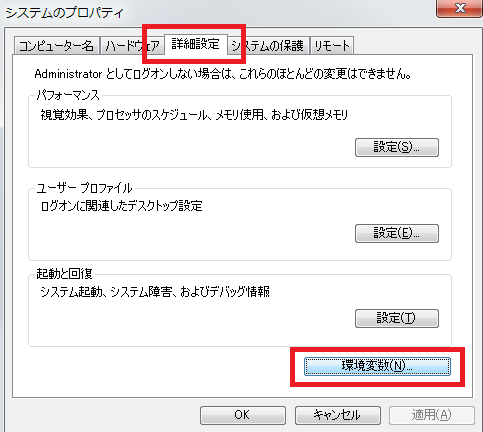 システムのプロパティ
コンピューター名 ハードウェア 詳細設定 システムの保護 リモート
Administrator としてログオンしない場合は、これらのほとんどの変更はできません。
パフォーマンス
視覚効果、プロセッサのスケジュール、メモリ使用、および仮想メモリ
設定(S)...
ユーザー プロファイル
ログオンに関連したデスクトップ設定
設定(E)...
起動と回復
システム起動、システム障害、およびデバッグ情報
設定(T)
環境変数(N)...
OK キャンセル 適用(A)